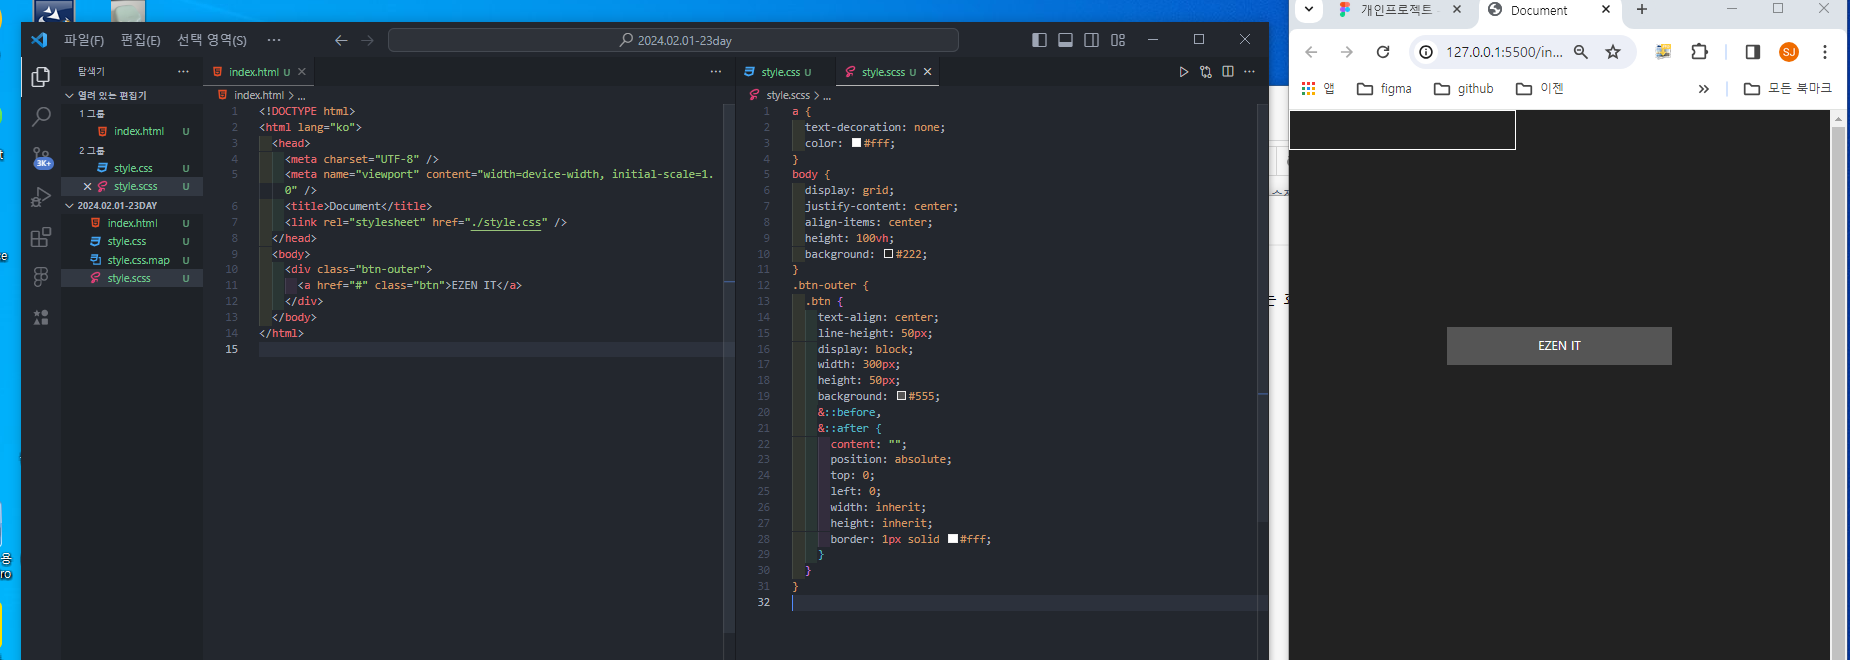 파일(F) 편집(E) 선택 영역(S) ···
2024.02.01-23day
탐색기 ···
열려 있는 편집기
1 그룹
index.html U
2 그룹
style.css U
style.scss U
2024.02.01-23DAY
index.html U
style.css U
style.css.map U
style.scss U
3K+
index.html U
index.html > ...
1 <!DOCTYPE html>
2 <html lang="ko">
3 <head>
4 <meta charset="UTF-8" />
5 <meta name="viewport" content="width=device-width, initial-scale=1.
0" />
6 <title>Document</title>
7 <link rel="stylesheet" href="./style.css" />
8 </head>
9 <body>
10 <div class="btn-outer">
11 <a href="#" class="btn">EZEN IT</a>
12 </div>
13 </body>
14 </html>
15
style.css U style.scss U
style.scss > ...
1 a {
2 text-decoration: none;
3 color: #fff;
4 }
5 body {
6 display: grid;
7 justify-content: center;
8 align-items: center;
9 height: 100vh;
10 background: #222;
11 }
12 .btn-outer {
13 .btn {
14 text-align: center;
15 line-height: 50px;
16 display: block;
17 width: 300px;
18 height: 50px;
19 background: #555;
20 &::before,
21 &::after {
22 content: "";
23 position: absolute;
24 top: 0;
25 left: 0;
26 width: inherit;
27 height: inherit;
28 border: 1px solid #fff;
29 }
30 }
31 }
32
개인프로젝트 Document
127.0.0.1:5500/in...
SJ
앱 figma github 이젠 » 모든 북마크
EZEN IT